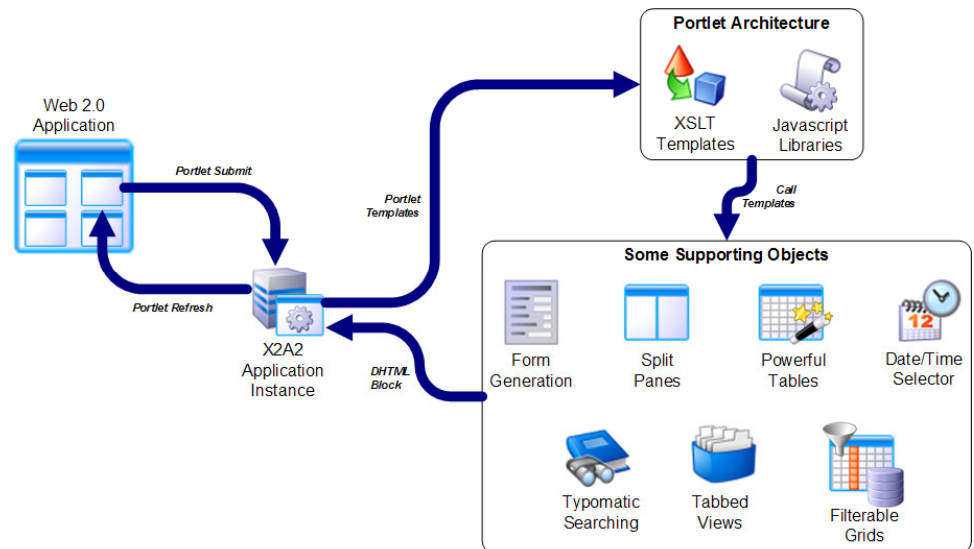 Portlet Architecture
XSLT
Templates
Javascript
Libraries
Web 2.0
Application
Portlet Submit
Portlet
Templates
Call
Templates
Portlet Refresh
X2A2
Application
Instance
DHTML
Block
Some Supporting Objects
Form
Generation
Split
Panes
Powerful
Tables
12
Date/Time
Selector
Typomatic
Searching
Tabbed
Views
Filterable
Grids